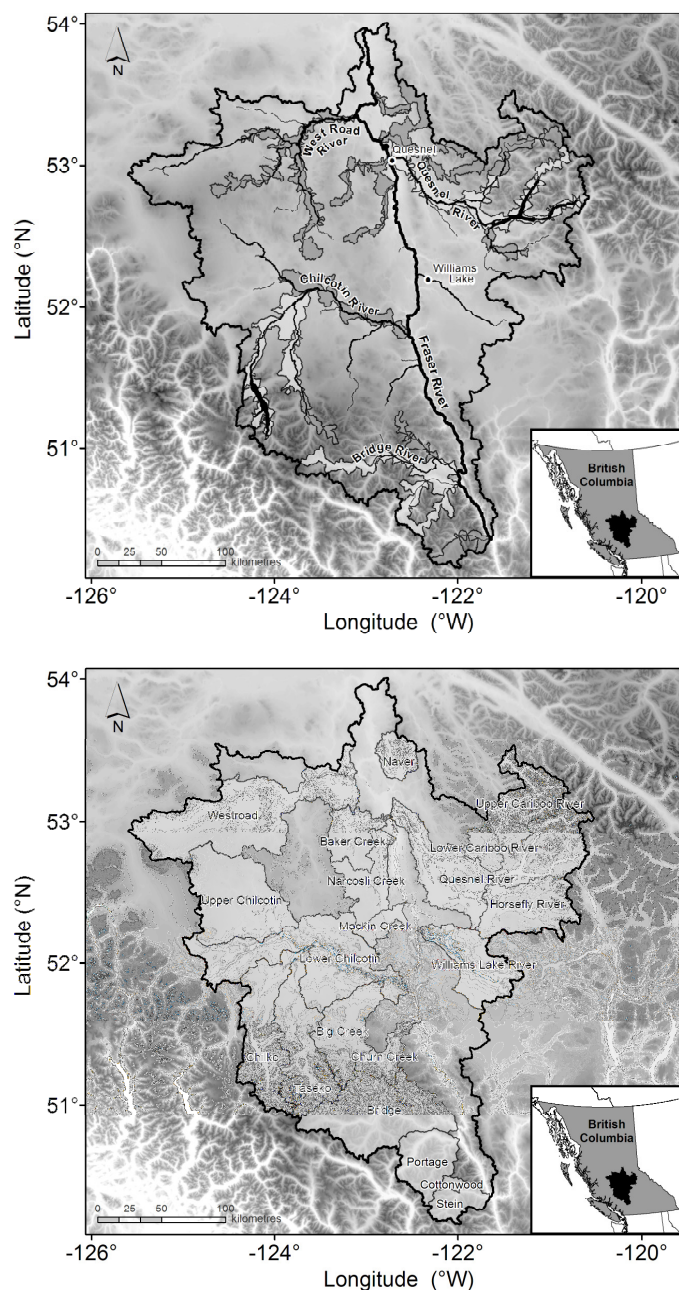 54°
53°
52°
51°
Latitude (°N)
N
West Road
River
Quesnel
Quesnel
River
Williams
Lake
Chilcotin River
Fraser River
Bridge River
British
Columbia
0 25 50 100
kilometres
-126° -124° -122° -120°
Longitude (°W)
54°
53°
52°
51°
Latitude (°N)
N
Naver
Upper Cariboo River
Westroad
Baker Creek
Lower Cariboo River
Narcosli Creek
Quesnel River
Upper Chilcotin
Horsefly River
Mackin Creek
Lower Chilcotin
Williams Lake River
Big Creek
Chilko
Churn Creek
Taseko
Bridge
Portage
Cottonwood
Stein
British
Columbia
0 25 50 100
kilometres
-126° -124° -122° -120°
Longitude (°W)